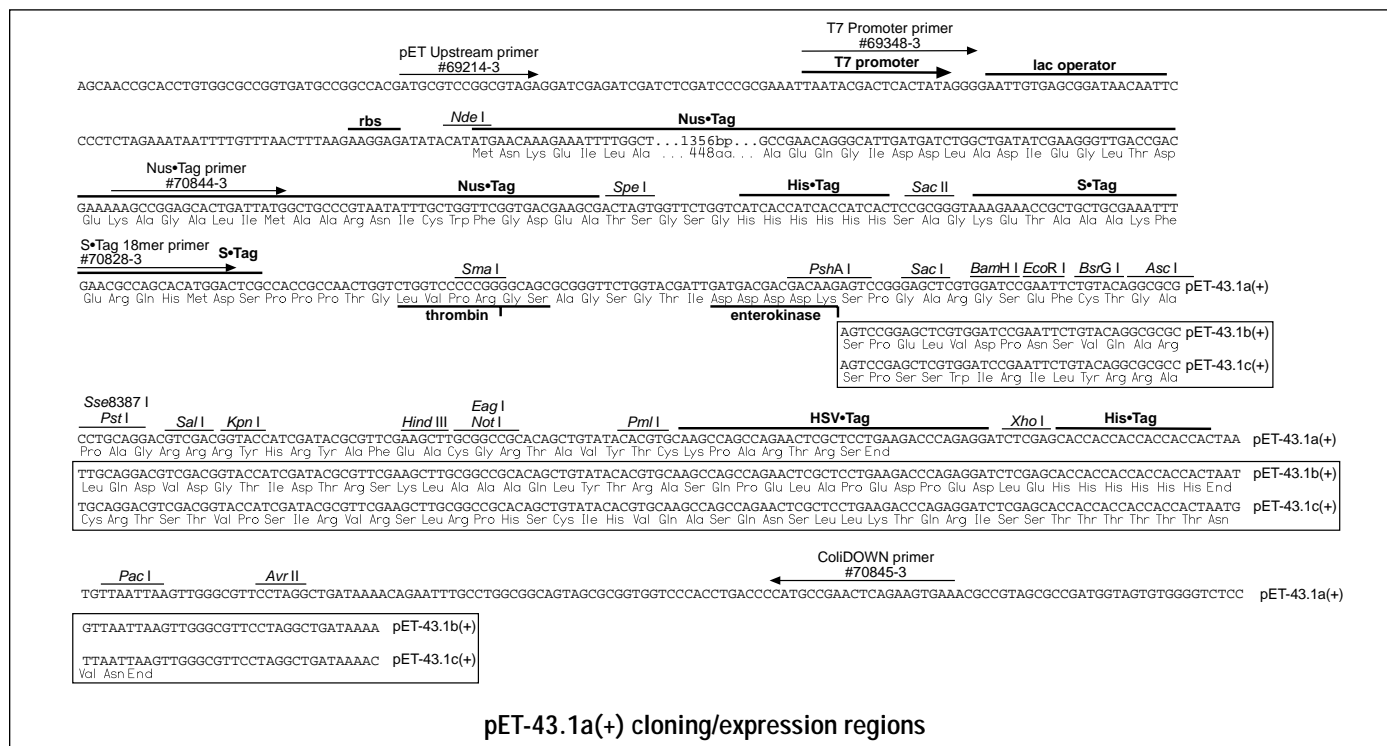 T7 Promoter primer
#69348-3
pET Upstream primer
#69214-3
T7 promoter
lac operator
AGCAACCGCACCTGTGGCGCCGGTGATGCCGGCCACGATGCGTCCGGCGTAGAGGATCGAGATCGATCTCGATCCCGCGAAATTAATACGACTCACTATAGGGGAATTGTGAGCGGATAACAATTC
rbs
Nde I
Nus•Tag
CCCTCTAGAAATAATTTTGTTTAACTTTAAGAAGGAGATATACATATGAACAAAGAAATTTTGGCT...1356bp...GCCGAACAGGGCATTGATGATCTGGCTGATATCGAAGGGTTGACCGAC
Met Asn Lys Glu Ile Leu Ala ... 448aa... Ala Glu Gln Gly Ile Asp Asp Leu Ala Asp Ile Glu Gly Leu Thr Asp
Nus•Tag primer
#70844-3
Nus•Tag
Spe I
His•Tag
Sac II
S•Tag
GAAAAAGCCGGAGCACTGATTATGGCTGCCCGTAATATTTGCTGGTTCGGTGACGAAGCGACTAGTGGTTCTGGTCATCACCATCACCATCACTCCGCGGGTAAAGAAACCGCTGCTGCGAAATTT
Glu Lys Ala Gly Ala Leu Ile Met Ala Ala Arg Asn Ile Cys Trp Phe Gly Asp Glu Ala Thr Ser Gly Ser Gly His His His His His His Ser Ala Gly Lys Glu Thr Ala Ala Ala Lys Phe
S•Tag 18mer primer
#70828-3
S•Tag
Sma I
PshA I
Sac I
BamH I
EcoR I
BsrG I
Asc I
GAACGCCAGCACATGGACTCGCCACCGCCAACTGGTCTGGTCCCCCGGGGCAGCGCGGGTTCTGGTACGATTGATGACGACGACAAGAGTCCGGGAGCTCGTGGATCCGAATTCTGTACAGGCGCG pET-43.1a(+)
Glu Arg Gln His Met Asp Ser Pro Pro Pro Thr Gly Leu Val Pro Arg Gly Ser Ala Gly Ser Gly Thr Ile Asp Asp Asp Asp Lys Ser Pro Gly Ala Arg Gly Ser Glu Phe Cys Thr Gly Ala
thrombin
enterokinase
AGTCCGGAGCTCGTGGATCCGAATTCTGTACAGGCGCGC pET-43.1b(+)
Ser Pro Glu Leu Val Asp Pro Asn Ser Val Gln Ala Arg
AGTCCGAGCTCGTGGATCCGAATTCTGTACAGGCGCGCC pET-43.1c(+)
Ser Pro Ser Ser Trp Ile Arg Ile Leu Tyr Arg Arg Ala
Sse8387 I
Pst I
Sal I
Kpn I
Hind III
Eag I
Not I
Pml I
HSV•Tag
Xho I
His•Tag
CCTGCAGGACGTCGACGGTACCATCGATACGCGTTCGAAGCTTGCGGCCGCACAGCTGTATACACGTGCAAGCCAGCCAGAACTCGCTCCTGAAGACCCAGAGGATCTCGAGCACCACCACCACCACCACTAA pET-43.1a(+)
Pro Ala Gly Arg Arg Arg Tyr His Arg Tyr Ala Phe Glu Ala Cys Gly Arg Thr Ala Val Tyr Thr Cys Lys Pro Ala Arg Thr Arg Ser End
TTGCAGGACGTCGACGGTACCATCGATACGCGTTCGAAGCTTGCGGCCGCACAGCTGTATACACGTGCAAGCCAGCCAGAACTCGCTCCTGAAGACCCAGAGGATCTCGAGCACCACCACCACCACCACTAAT pET-43.1b(+)
Leu Gln Asp Val Asp Gly Thr Ile Asp Thr Arg Ser Lys Leu Ala Ala Ala Gln Leu Tyr Thr Arg Ala Ser Gln Pro Glu Leu Ala Pro Glu Asp Pro Glu Asp Leu Glu His His His His His His End
TGCAGGACGTCGACGGTACCATCGATACGCGTTCGAAGCTTGCGGCCGCACAGCTGTATACACGTGCAAGCCAGCCAGAACTCGCTCCTGAAGACCCAGAGGATCTCGAGCACCACCACCACCACCACTAATG pET-43.1c(+)
Cys Arg Thr Ser Thr Val Pro Ser Ile Arg Val Arg Ser Leu Arg Pro His Ser Cys Ile His Val Gln Ala Ser Gln Asn Ser Leu Leu Lys Thr Gln Arg Ile Ser Ser Thr Thr Thr Thr Thr Thr Asn
ColiDOWN primer
#70845-3
Pac I
Avr II
TGTTAATTAAGTTGGGCGTTCCTAGGCTGATAAAACAGAATTTGCCTGGCGGCAGTAGCGCGGTGGTCCCACCTGACCCCATGCCGAACTCAGAAGTGAAACGCCGTAGCGCCGATGGTAGTGTGGGGTCTCC pET-43.1a(+)
GTTAATTAAGTTGGGCGTTCCTAGGCTGATAAAA pET-43.1b(+)
TTAATTAAGTTGGGCGTTCCTAGGCTGATAAAAC pET-43.1c(+)
Val Asn End
pET-43.1a(+) cloning/expression regions